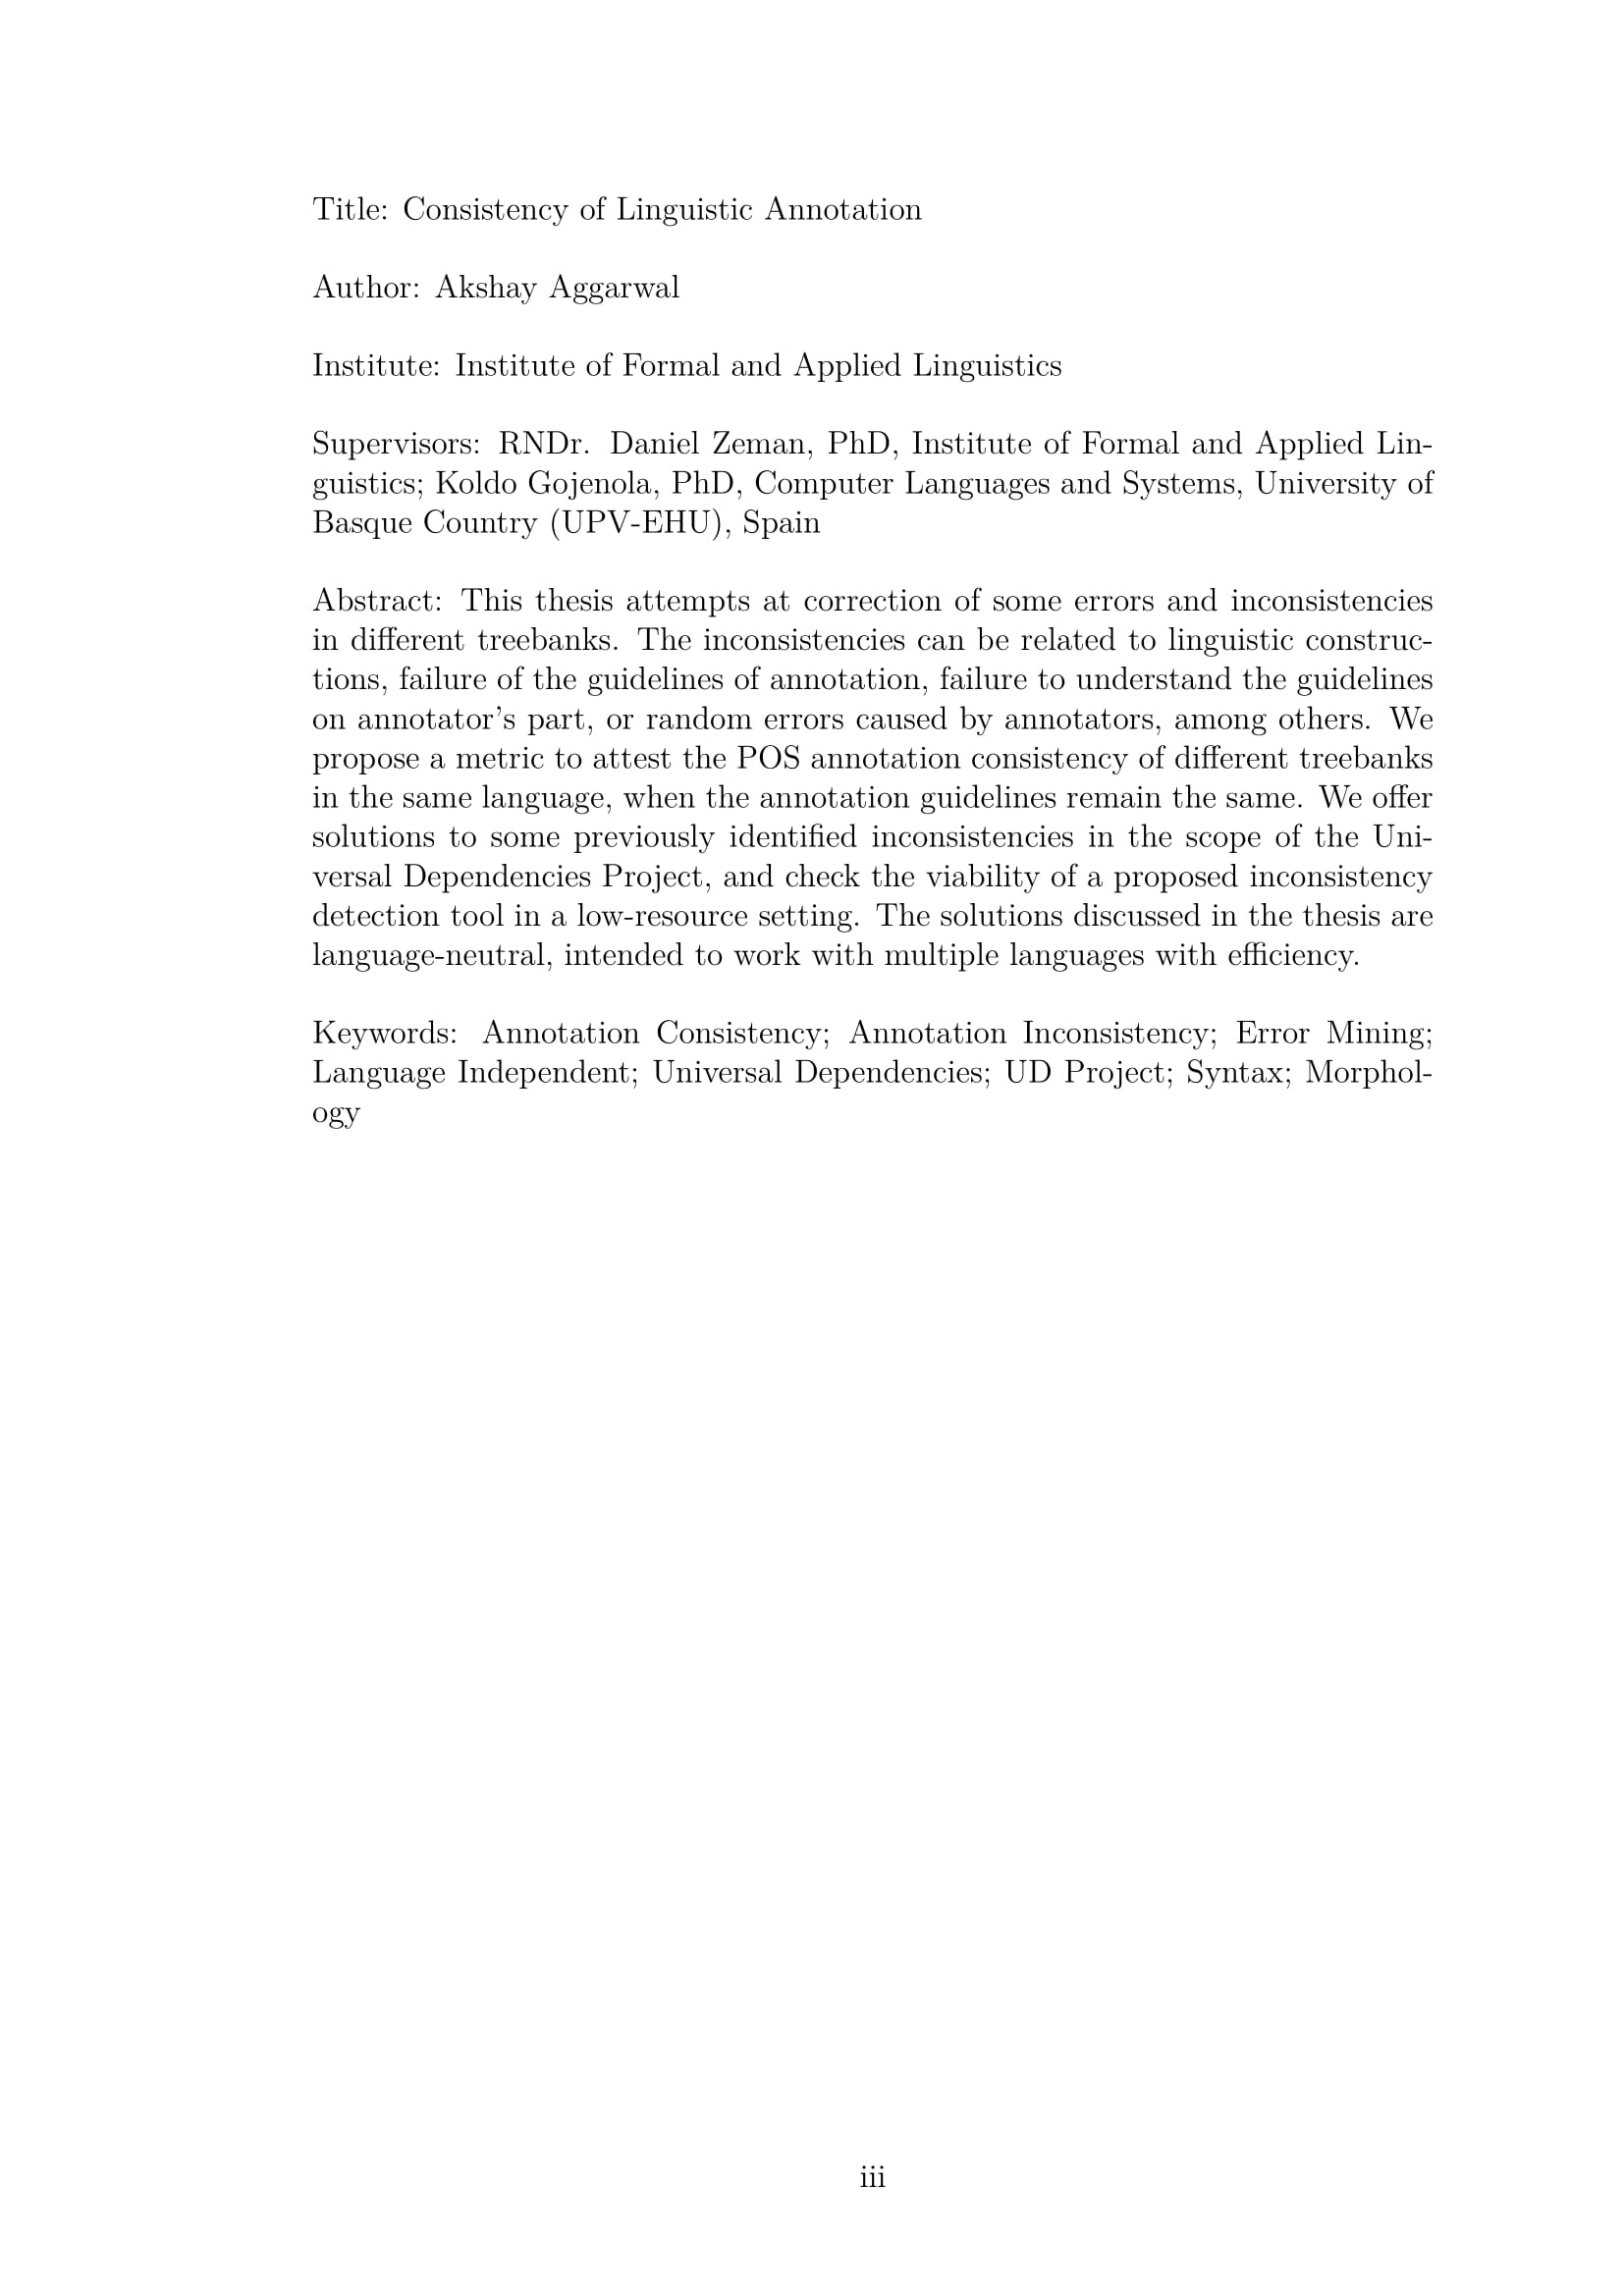 Title: Consistency of Linguistic Annotation
Author: Akshay Aggarwal
Institute: Institute of Formal and Applied Linguistics
Supervisors: RNDr. Daniel Zeman, PhD, Institute of Formal and Applied Lin-
guistics; Koldo Gojenola, PhD, Computer Languages and Systems, University of
Basque Country (UPV-EHU), Spain
Abstract: This thesis attempts at correction of some errors and inconsistencies
in different treebanks. The inconsistencies can be related to linguistic construc-
tions, failure of the guidelines of annotation, failure to understand the guidelines
on annotator's part, or random errors caused by annotators, among others. We
propose a metric to attest the POS annotation consistency of different treebanks
in the same language, when the annotation guidelines remain the same. We offer
solutions to some previously identified inconsistencies in the scope of the Uni-
versal Dependencies Project, and check the viability of a proposed inconsistency
detection tool in a low-resource setting. The solutions discussed in the thesis are
language-neutral, intended to work with multiple languages with efficiency.
Keywords: Annotation Consistency; Annotation Inconsistency; Error Mining;
Language Independent; Universal Dependencies; UD Project; Syntax; Morphol-
ogy
iii